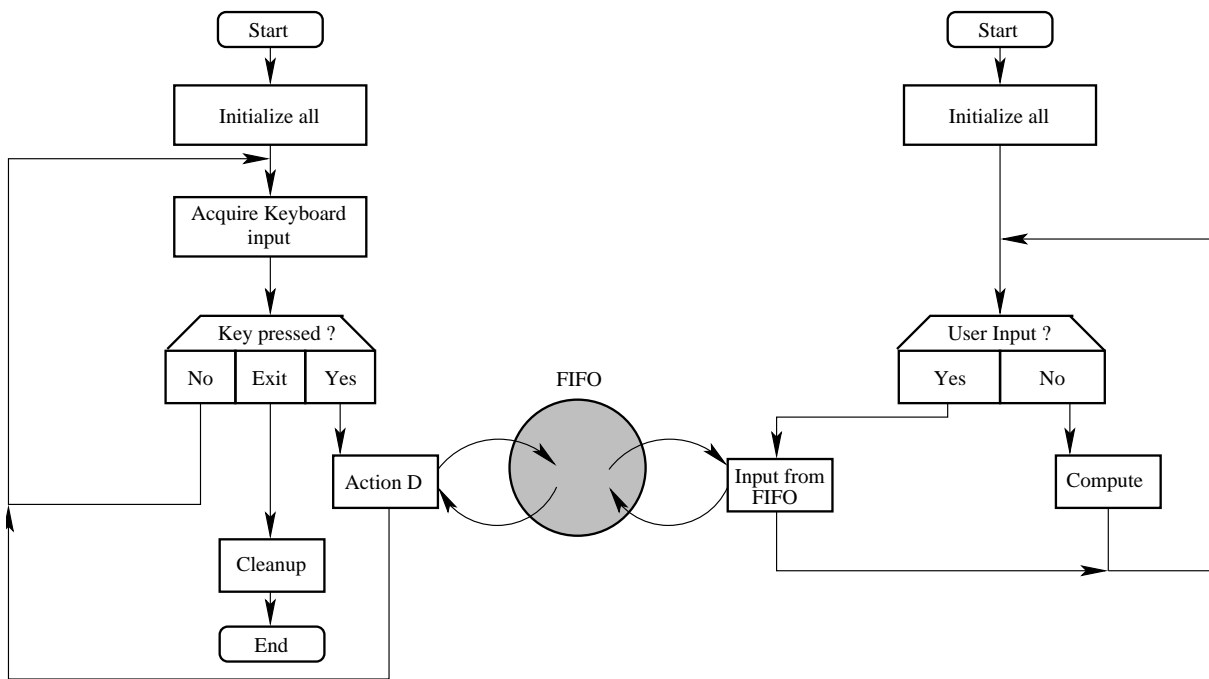 Start
Initialize all
Acquire Keyboard
input
Key pressed ?
No
Exit
Yes
Action D
Cleanup
End
FIFO
Start
Initialize all
User Input ?
Yes
No
Input from
FIFO
Compute